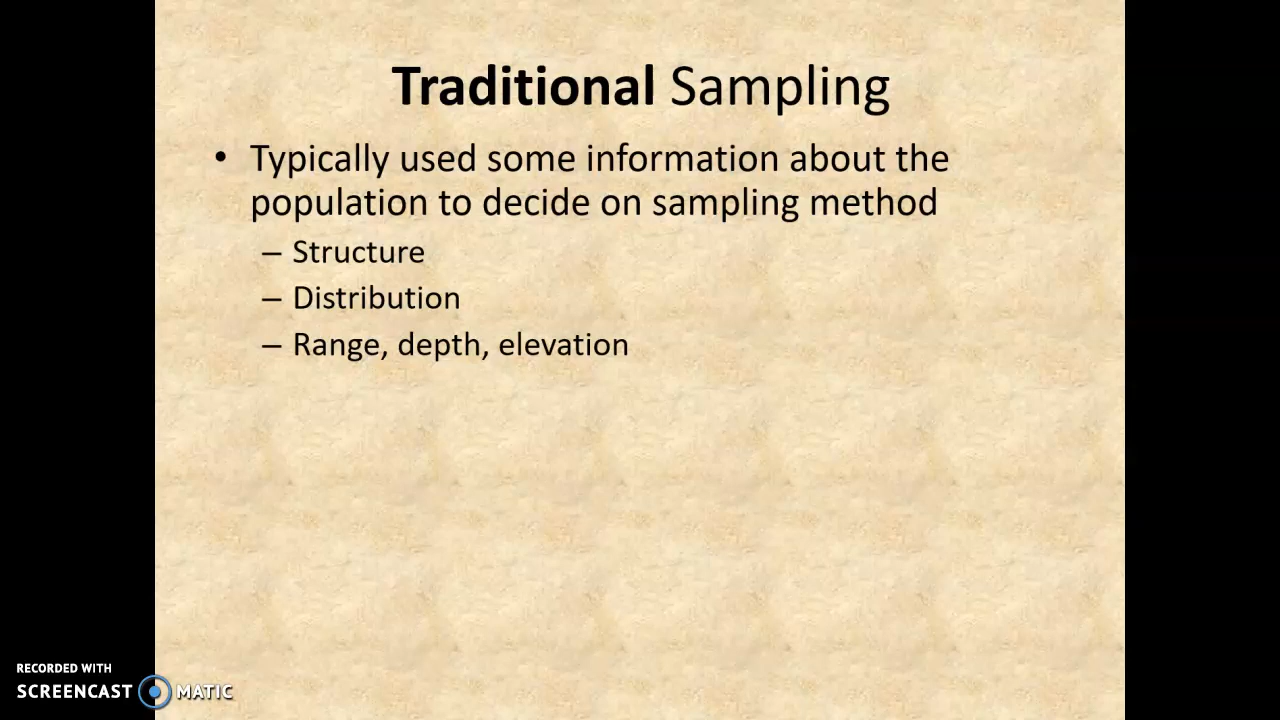 Traditional Sampling
• Typically used some information about the
population to decide on sampling method
– Structure
– Distribution
– Range, depth, elevation
RECORDED WITH
SCREENCAST MATIC